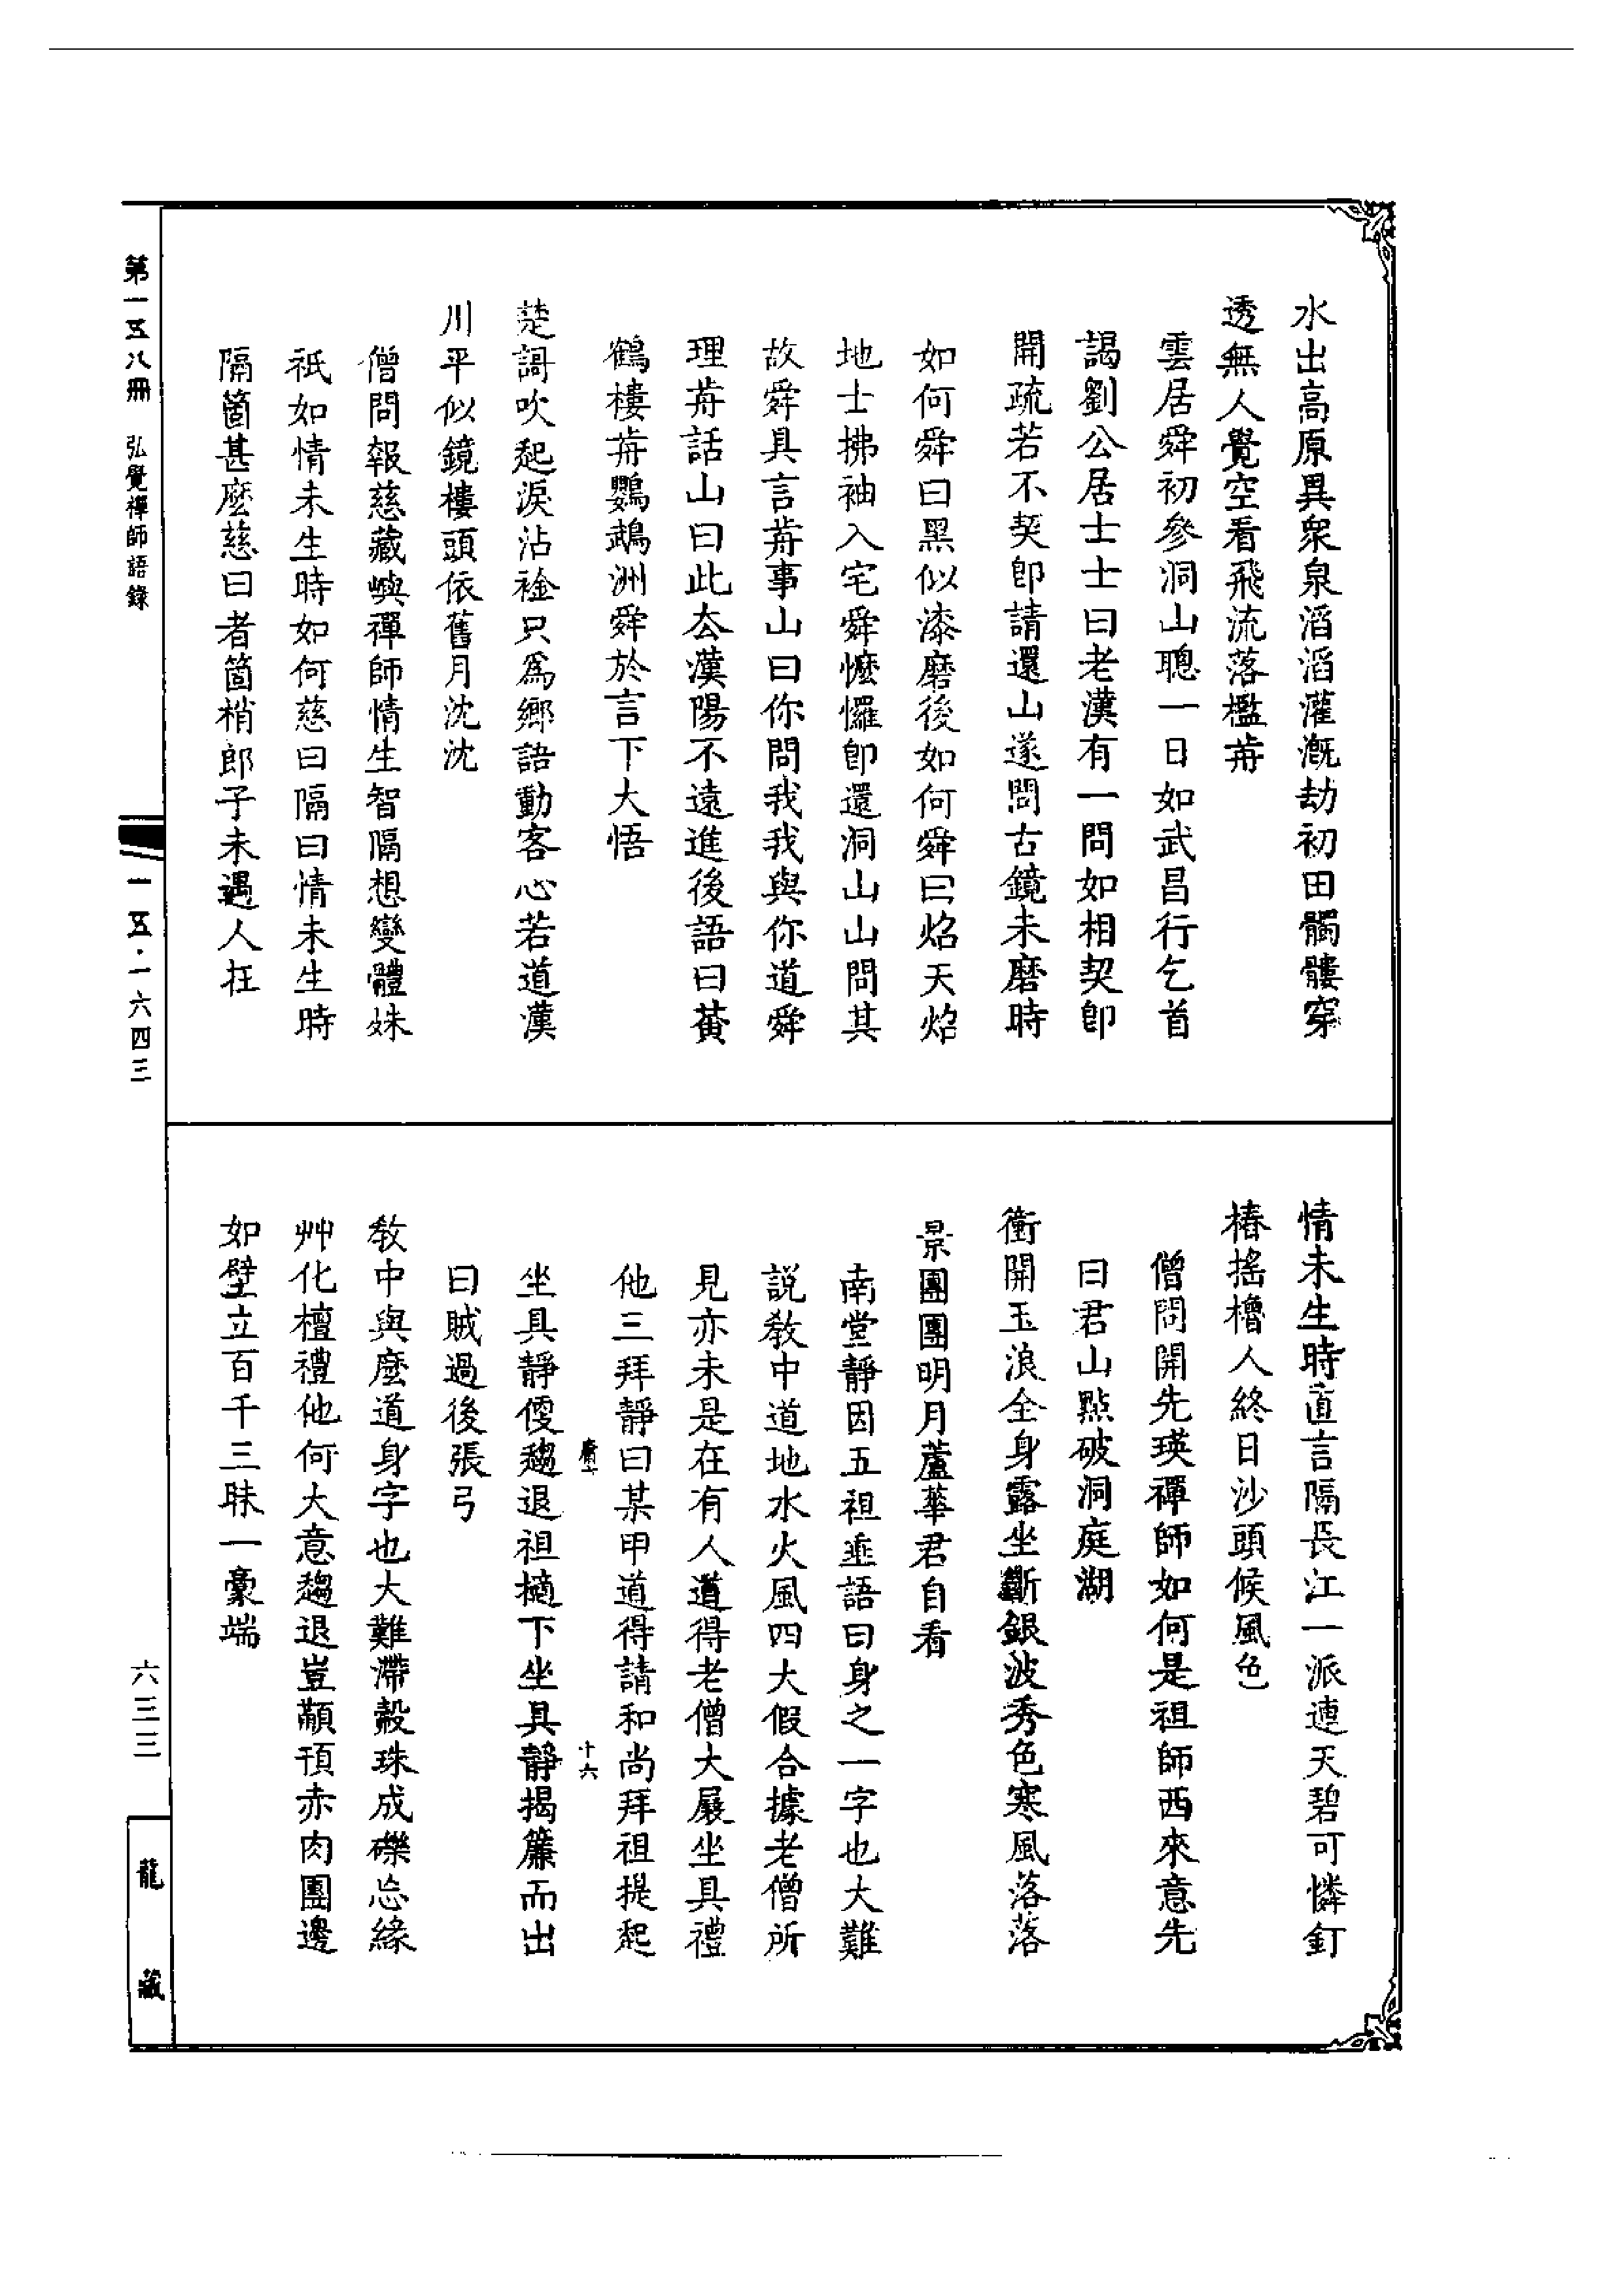 水出高原異衆泉滔滔灌漑劫初田髑髏穿
透無人覺空看飛流落檻歬
雲居舜初參洞山聰一日如武昌行乞首
謁劉公居士士曰老漢有一問如相契卽
開疏若不契卽請還山遂問古鏡未磨時
如何舜曰黑似漆磨後如何舜曰焰天焰
地士拂袖入宅舜懡㦬卽還洞山山問其
故舜具言歬事山曰你問我我與你道舜
理歬話山曰此厺漢陽不遠進後語曰黃
鶴樓歬鸚鵡洲舜於言下大悟
楚謌吹起淚沾襘只爲鄉語動客心若道漢
川平似鏡樓頭依舊月沈沈
僧問報慈藏嶼禪師情生智隔想變體姝
祇如情未生時如何慈曰隔曰情未生時
隔箇甚麽慈曰者箇梢郎子未遇人在
情未生時直言隔長江一派連天碧可憐釘
樁搖櫓人終日沙頭候風色
僧問開先瑛禪師如何是祖師西來意先
曰君山點破洞庭湖
衝開玉浪全身露坐斷銀波秀色寒風落落
景團團明月蘆華君自看
南堂靜因五祖垂語曰身之一字也大難
說敎中道地水火風四大假合據老僧所
見亦未是在有人道得老僧大展坐具禮
他三拜靜曰某甲道得請和尚拜祖提起
十六
坐具靜便趨退祖擿下坐具靜揭簾而出
曰賊過後張弓
敎中與麽道身字也大難滯殼珠成礫忘緣
艸化檀禮他何大意趨退豈顢頇赤肉團邊
如壁立百千三昧一豪端
第一五八冊 弘覺禪師語錄
一五·一六四三
六三三
龍藏